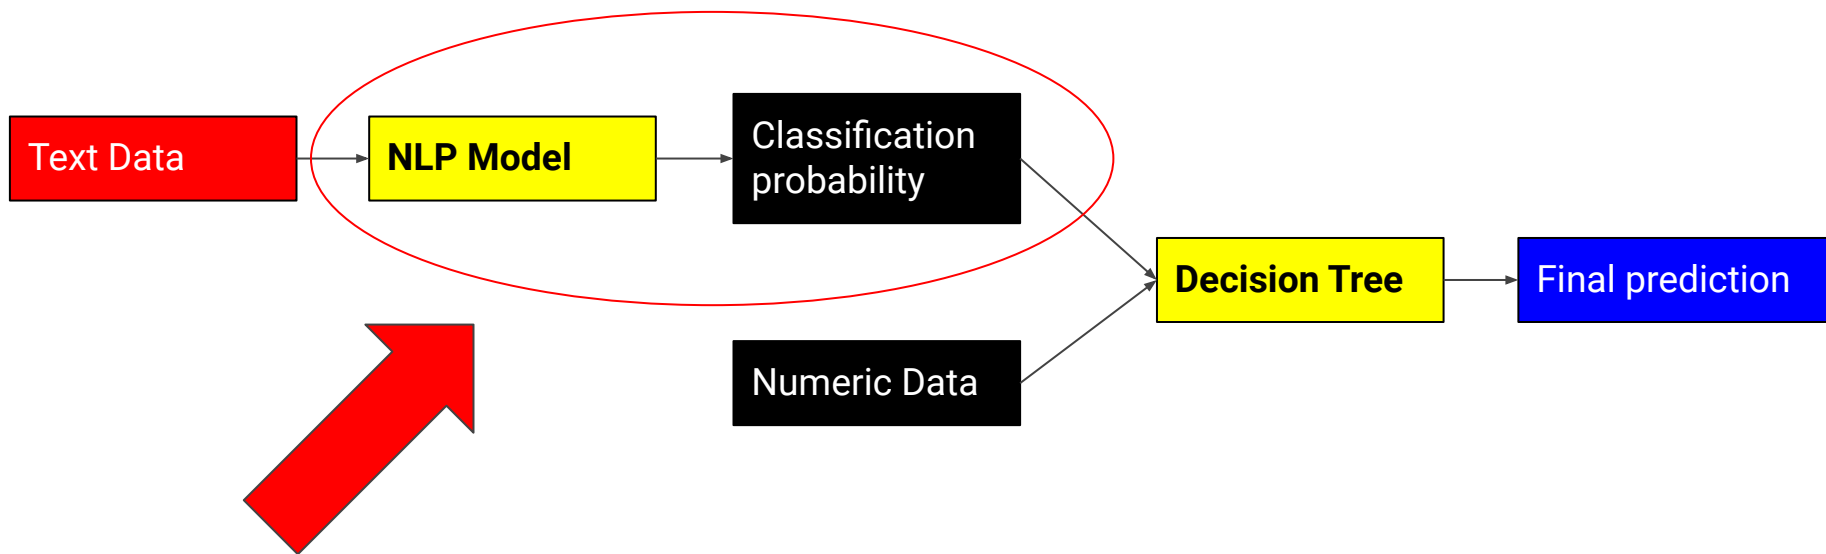 Text Data
NLP Model
Classification
probability
Decision Tree
Final prediction
Numeric Data